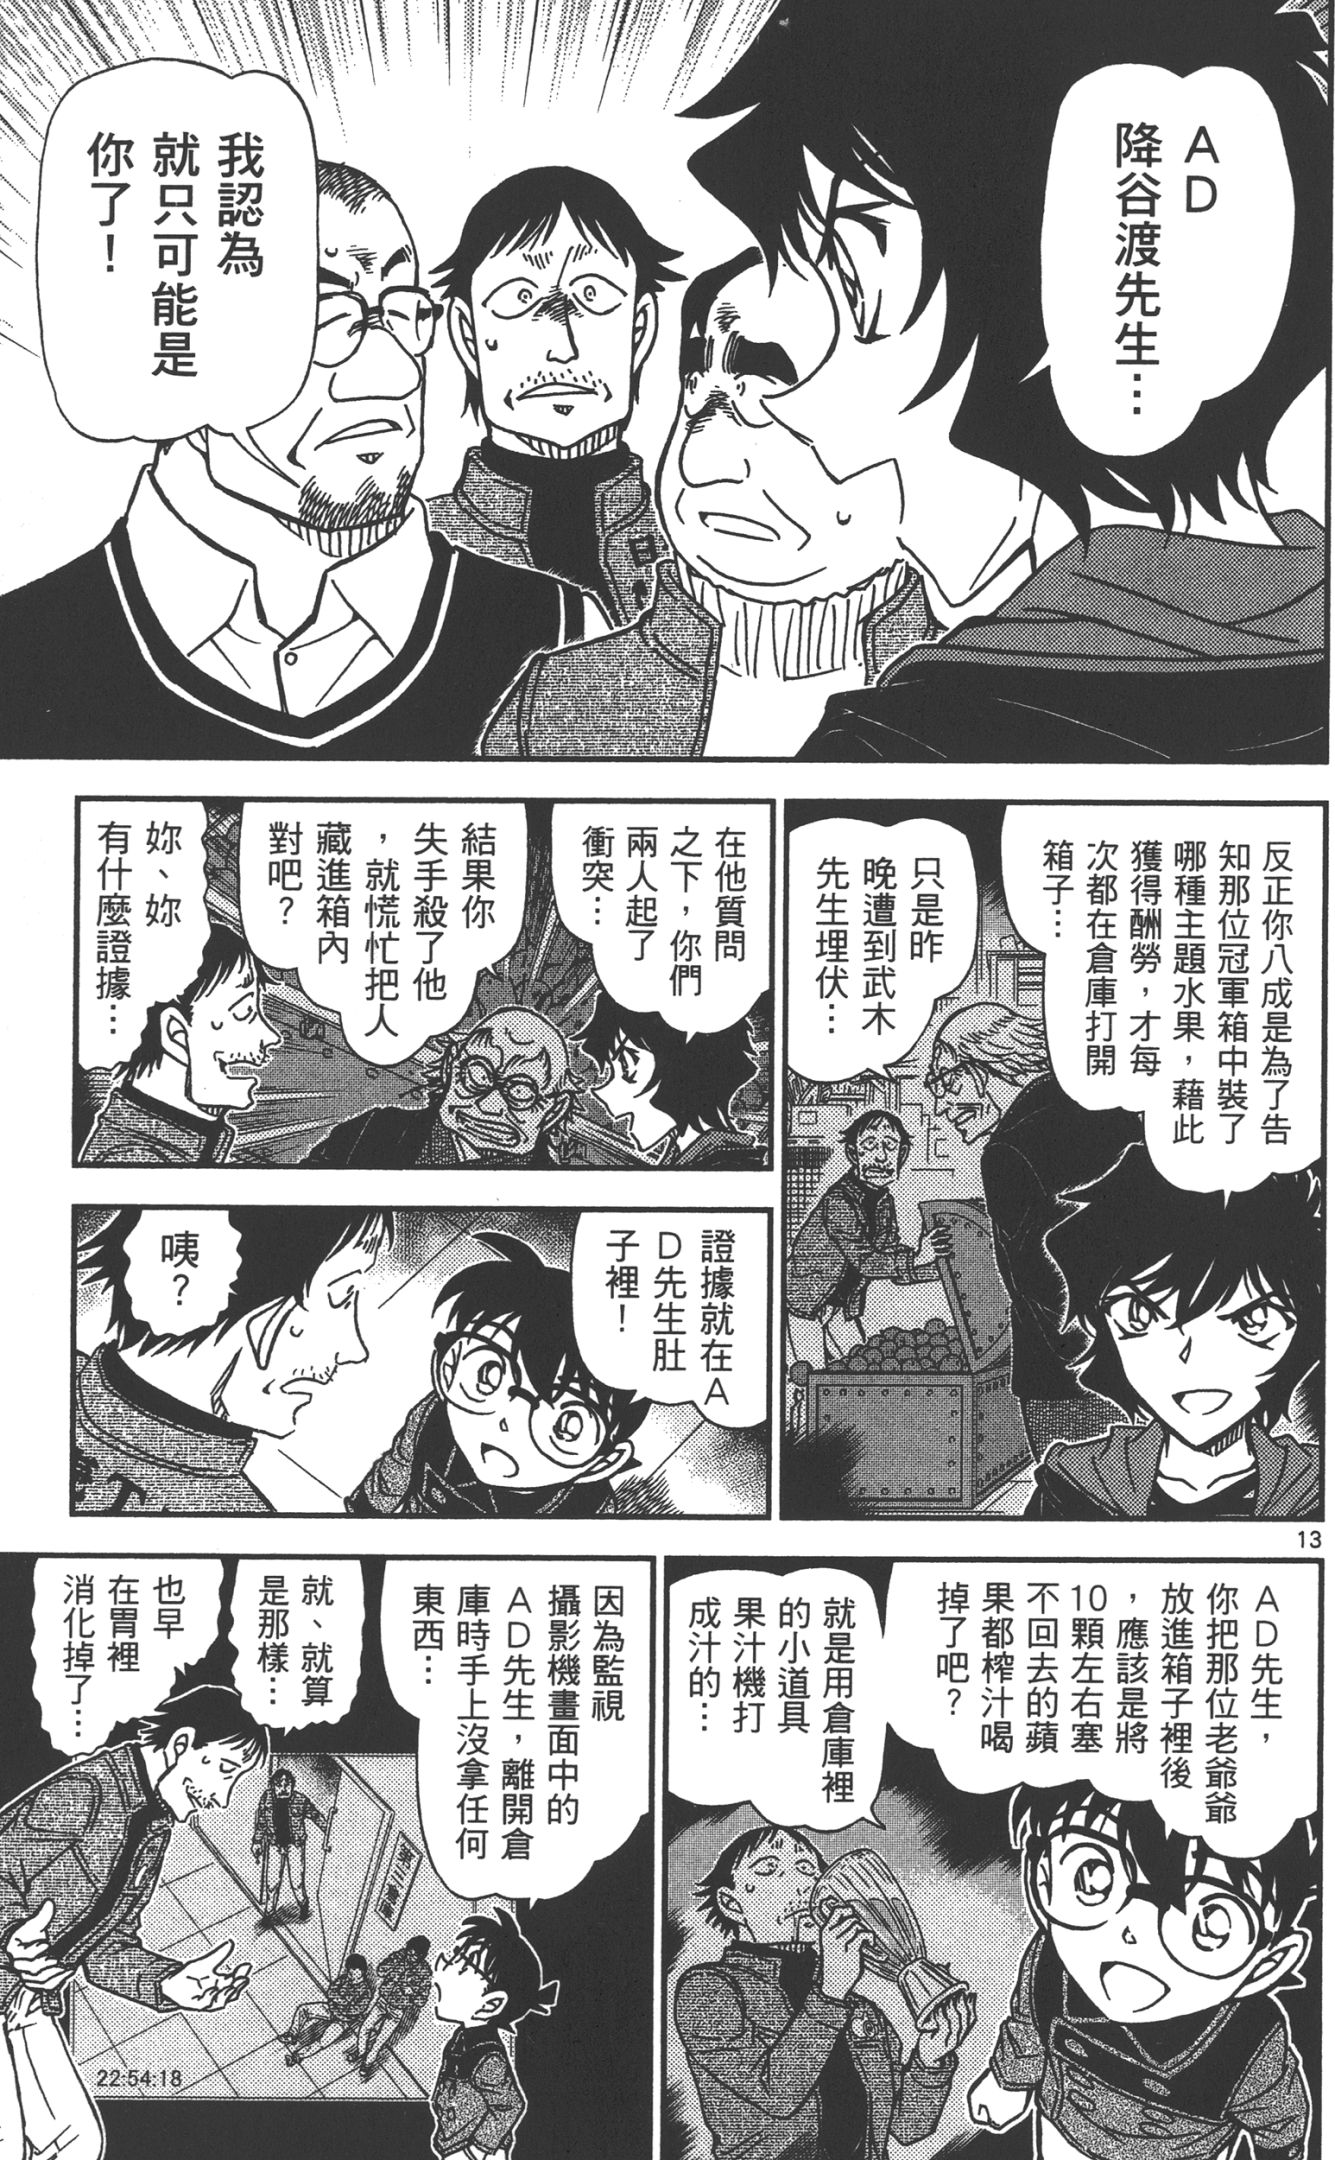 AD
降谷渡先生…
我認為
就只可能是
你了！
反正你八成是為了告
知那位冠軍箱中裝了
哪種主題水果，藉此
獲得酬勞，才每
次都在倉庫打開
箱子…
只是昨
晚遭到武木
先生埋伏…
在他質問
之下，你們
兩人起了
衝突…
結果你
失手殺了他
，就慌忙把人
藏進箱內
對吧？
妳、妳
有什麼證據…
證據就在A
D先生肚
子裡！
咦？
13
AD先生，
你把那位老爺爺
放進箱子裡後
，應該是將
10顆左右塞
不回去的蘋
果都榨汁喝
掉了吧？
就是用倉庫裡
的小道具
果汁機打
成汁的…
因為監視
攝影機畫面中的
AD先生，離開倉
庫時手上沒拿任何
東西…
就、就算
是那樣…
也早
在胃裡
消化掉了…
22:54:18